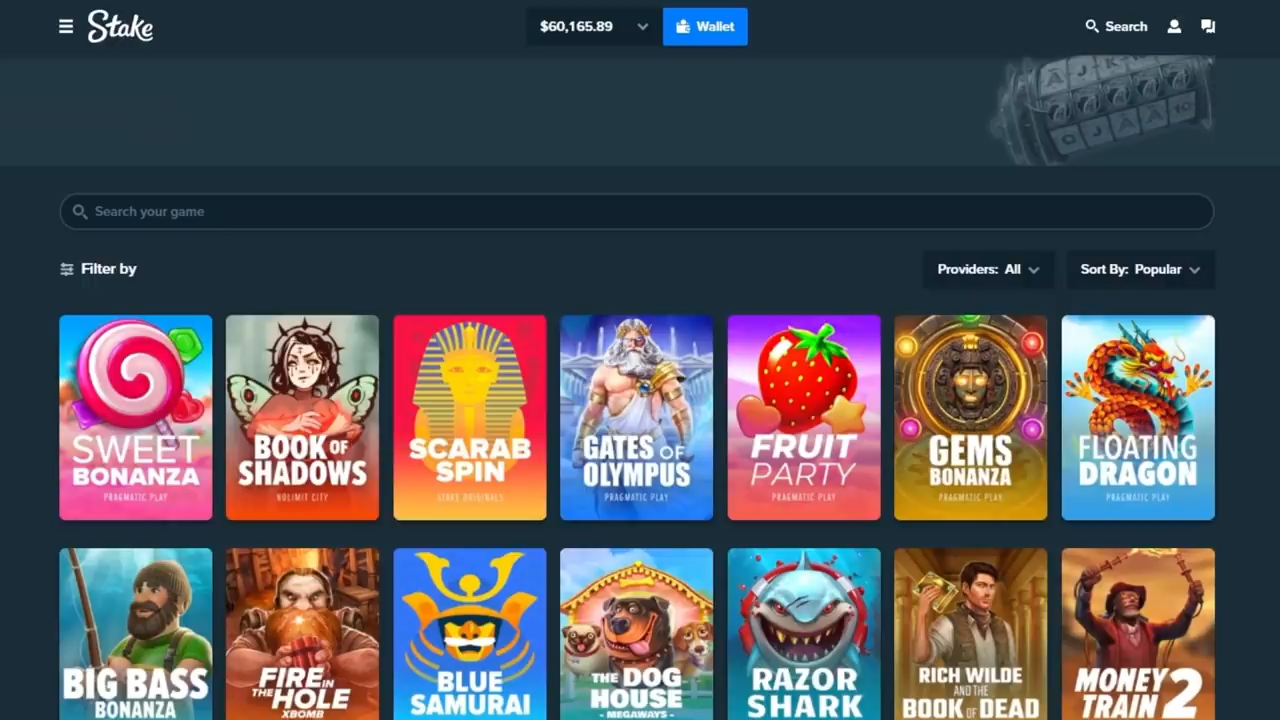 Stake
$60,165.89
Wallet
Search
Search your game
Filter by
Providers: All
Sort By: Popular
SWEET
BONANZA
PRAGMATIC PLAY
BOOK OF
SHADOWS
NOLIMIT CITY
SCARAB
SPIN
STAKE ORIGINALS
GATES OF
OLYMPUS
PRAGMATIC PLAY
FRUIT
PARTY
PRAGMATIC PLAY
GEMS
BONANZA
PRAGMATIC PLAY
FLOATING
DRAGON
PRAGMATIC PLAY
BIG BASS
BONANZA
FIRE IN
THE HOLE
XBOMB
BLUE
SAMURAI
THE DOG
HOUSE
- MEGAWAYS -
RAZOR
SHARK
RICH WILDE
AND THE
BOOK OF DEAD
MONEY
TRAIN 2